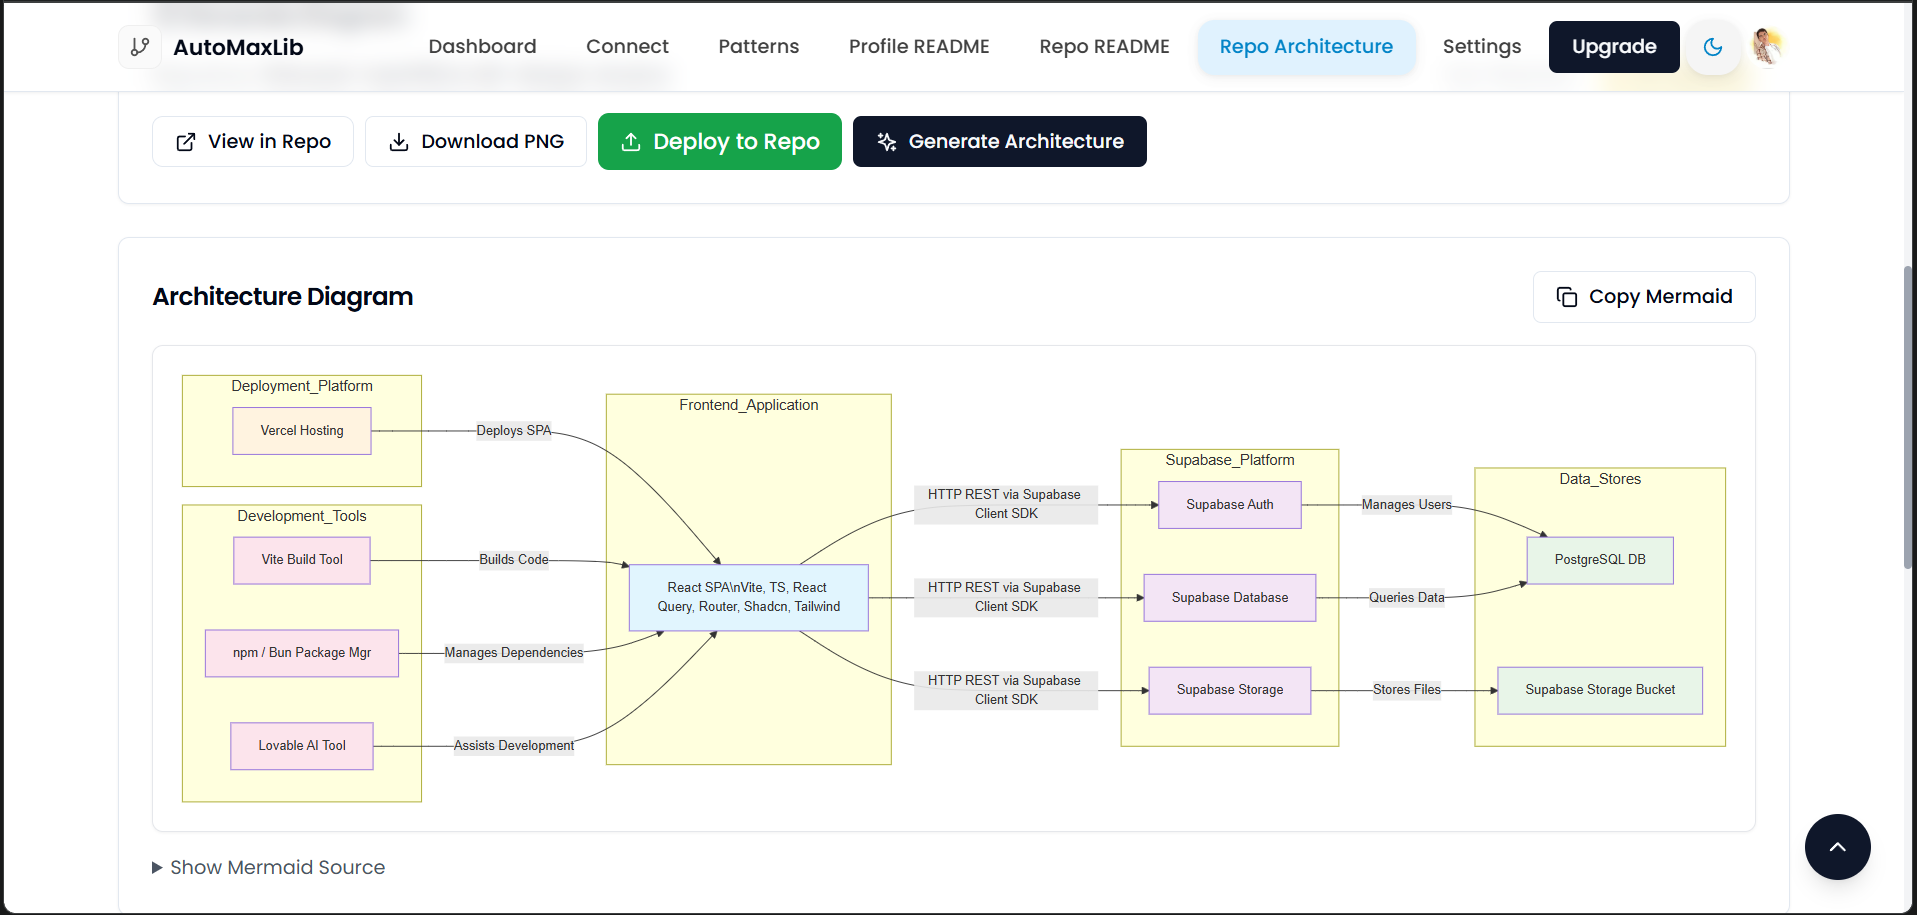 AutoMaxLib
Dashboard
Connect
Patterns
Profile README
Repo README
Repo Architecture
Settings
Upgrade
View in Repo
Download PNG
Deploy to Repo
Generate Architecture
Architecture Diagram
Copy Mermaid
Deployment_Platform
Vercel Hosting
Deploys SPA
Development_Tools
Vite Build Tool
Builds Code
npm / Bun Package Mgr
Manages Dependencies
Lovable AI Tool
Assists Development
Frontend_Application
React SPA\nVite, TS, React
Query, Router, Shadcn, Tailwind
HTTP REST via Supabase
Client SDK
HTTP REST via Supabase
Client SDK
HTTP REST via Supabase
Client SDK
Supabase_Platform
Supabase Auth
Supabase Database
Supabase Storage
Manages Users
Queries Data
Stores Files
Data_Stores
PostgreSQL DB
Supabase Storage Bucket
Show Mermaid Source